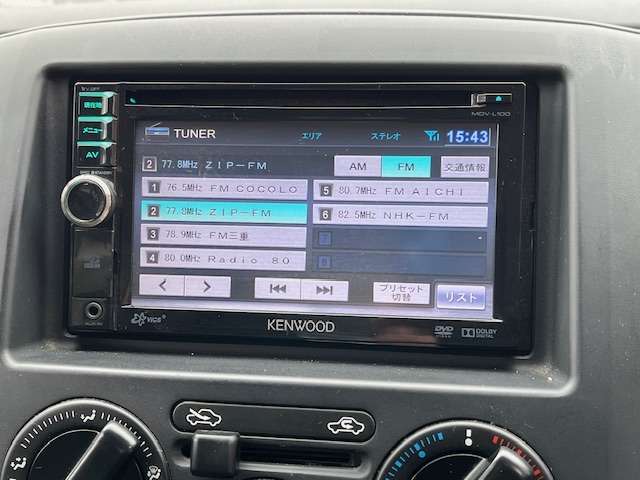 現在地
メニュー
AV
MDV-L100
TUNER エリア ステレオ 15:43
2 77.8MHz ZIP-FM AM FM 交通情報
1 76.5MHz FM COCOLO
2 77.8MHz ZIP-FM
3 78.9MHz FM三重
4 80.0MHz Radio 80
5 80.7MHz FM AICHI
6 82.5MHz NHK-FM
7
8
プリセット
切替
リスト
VICS
KENWOOD
DVD
DOLBY
DIGITAL